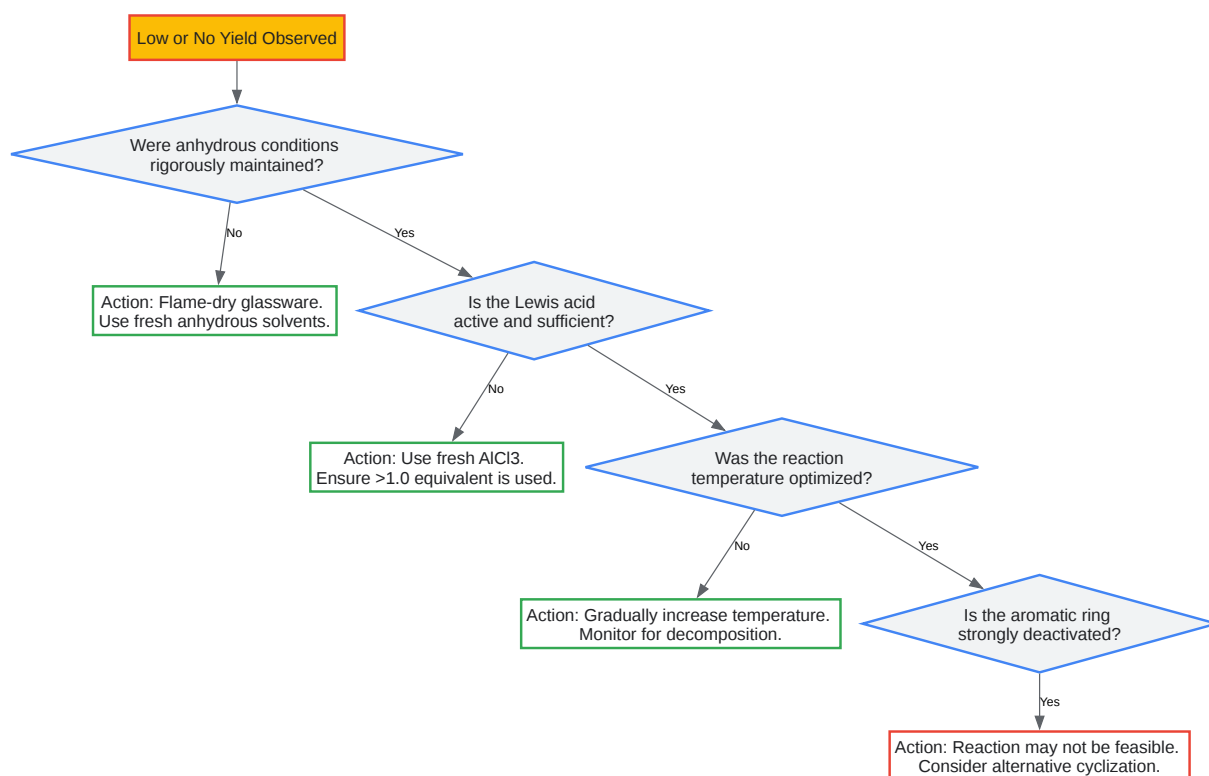 Low or No Yield Observed
Were anhydrous conditions
rigorously maintained?
No
Yes
Action: Flame-dry glassware.
Use fresh anhydrous solvents.
Is the Lewis acid
active and sufficient?
No
Yes
Action: Use fresh AlCl3.
Ensure >1.0 equivalent is used.
Was the reaction
temperature optimized?
No
Yes
Action: Gradually increase temperature.
Monitor for decomposition.
Is the aromatic ring
strongly deactivated?
Yes
Action: Reaction may not be feasible.
Consider alternative cyclization.